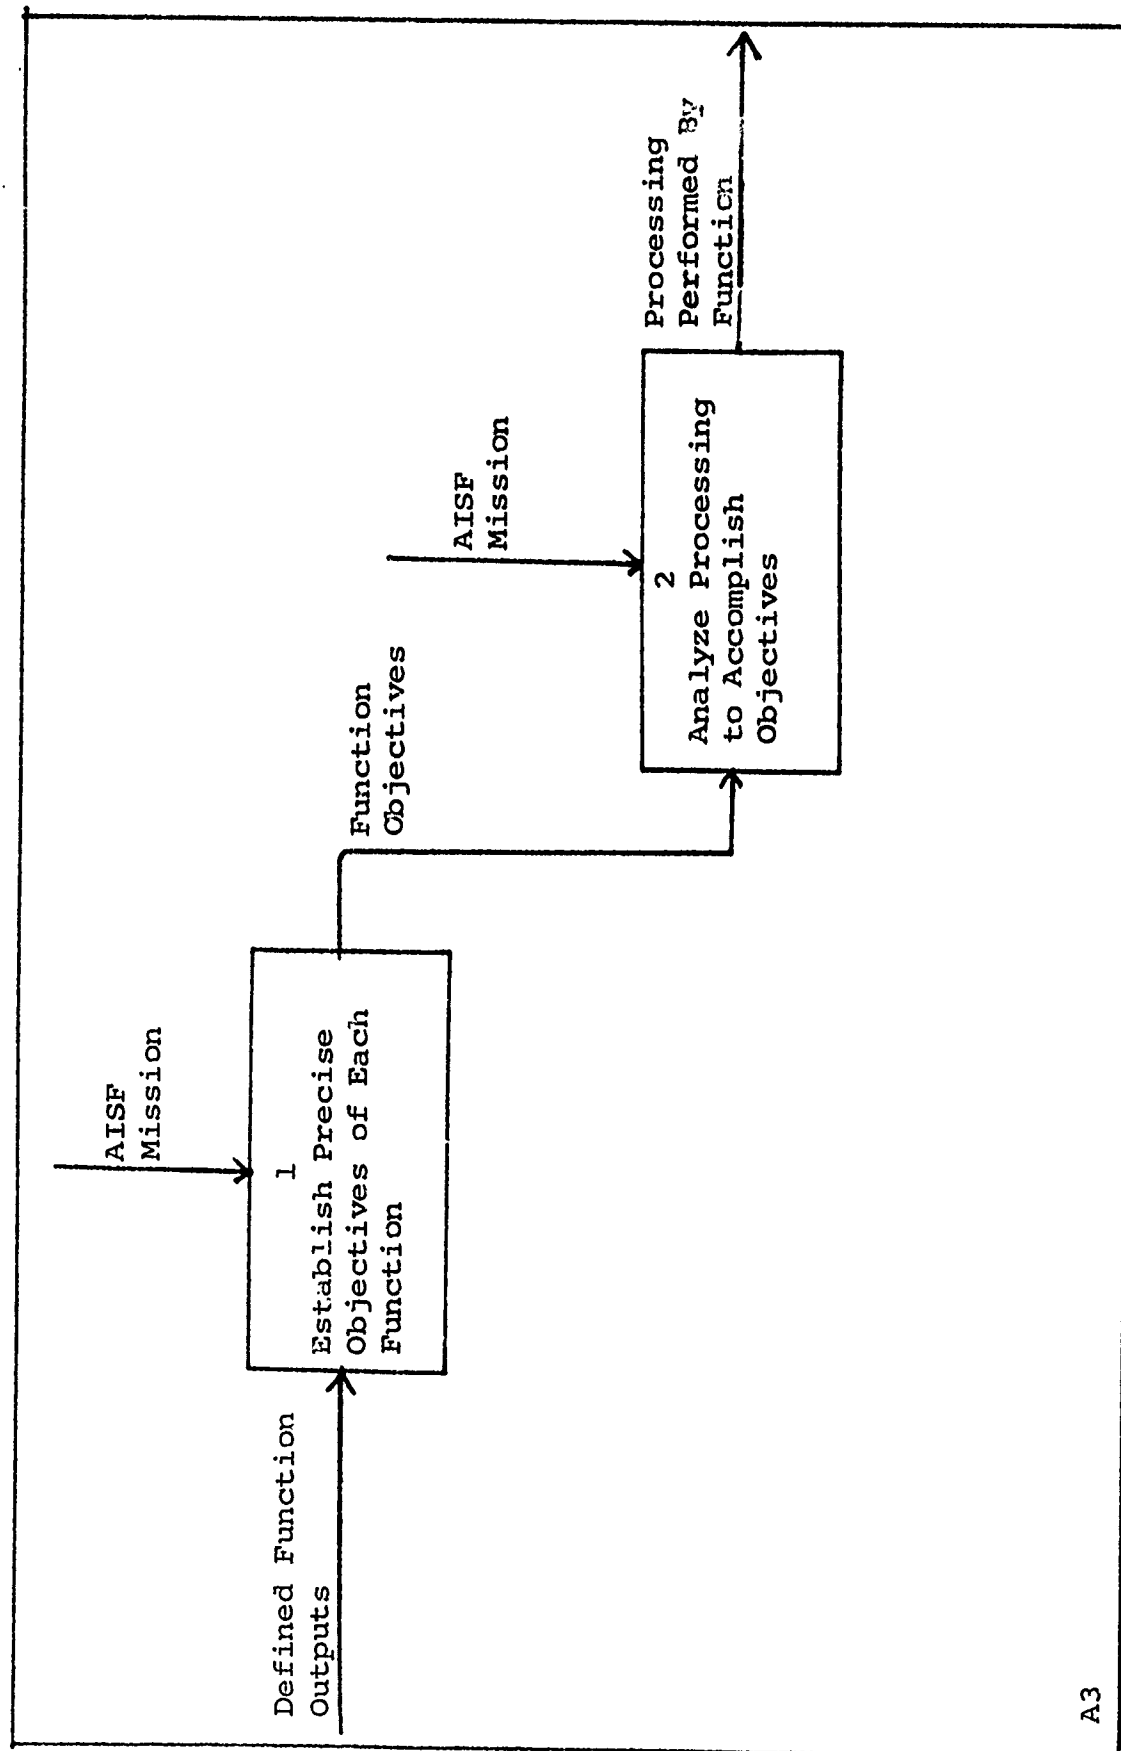 Defined Function
Outputs
AISF
Mission
1
Establish Precise
Objectives of Each
Function
Function
Objectives
AISF
Mission
2
Analyze Processing
to Accomplish
Objectives
Processing
Performed By
Function
A3